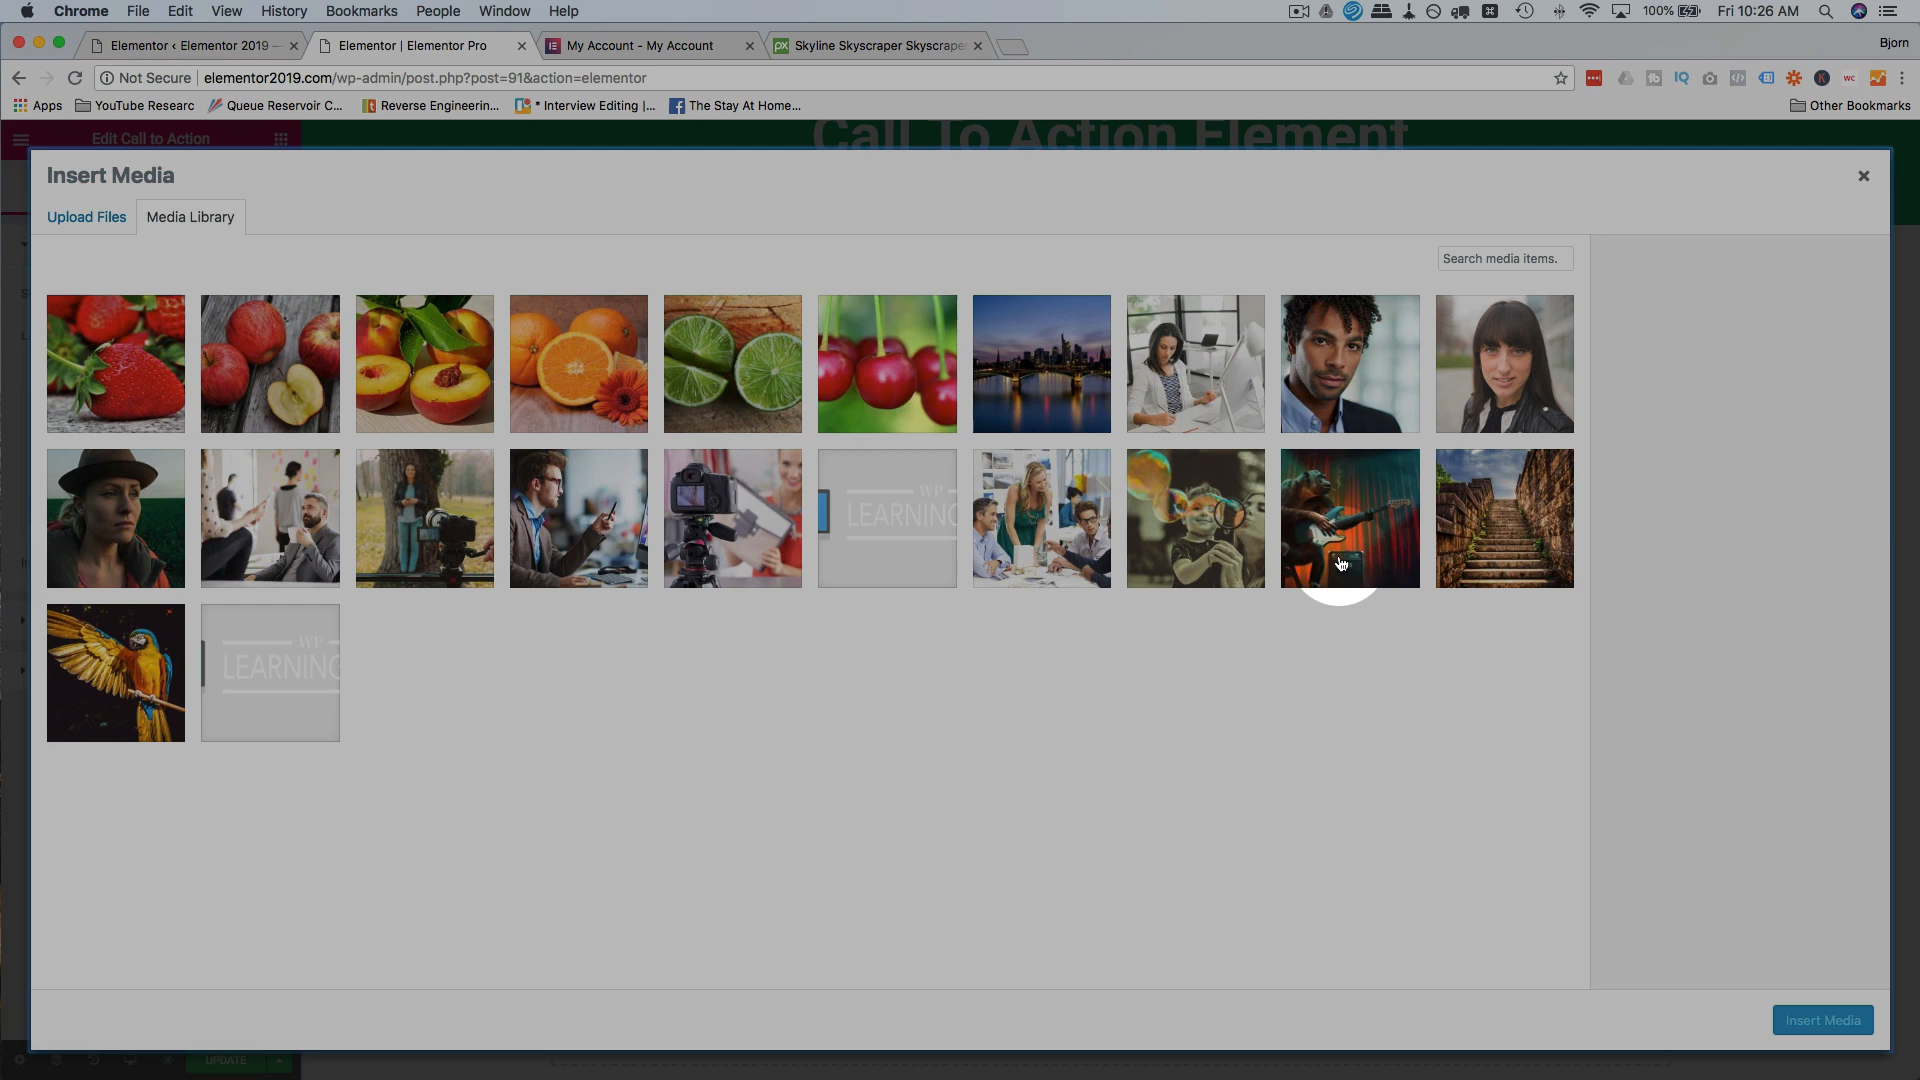 Chrome File Edit View History Bookmarks People Window Help 100% Fri 10:26 AM
Elementor ‹ Elementor 2019 — Elementor | Elementor Pro My Account - My Account Skyline Skyscraper Skyscrape Bjorn
Not Secure elementor2019.com/wp-admin/post.php?post=91&action=elementor
Apps YouTube Researc Queue Reservoir C... Reverse Engineerin... * Interview Editing |... The Stay At Home... Other Bookmarks
Edit Call to Action
Call To Action Element
Insert Media
Upload Files Media Library
Search media items.
WP
LEARNING
WP
LEARNING
Insert Media
UPDATE